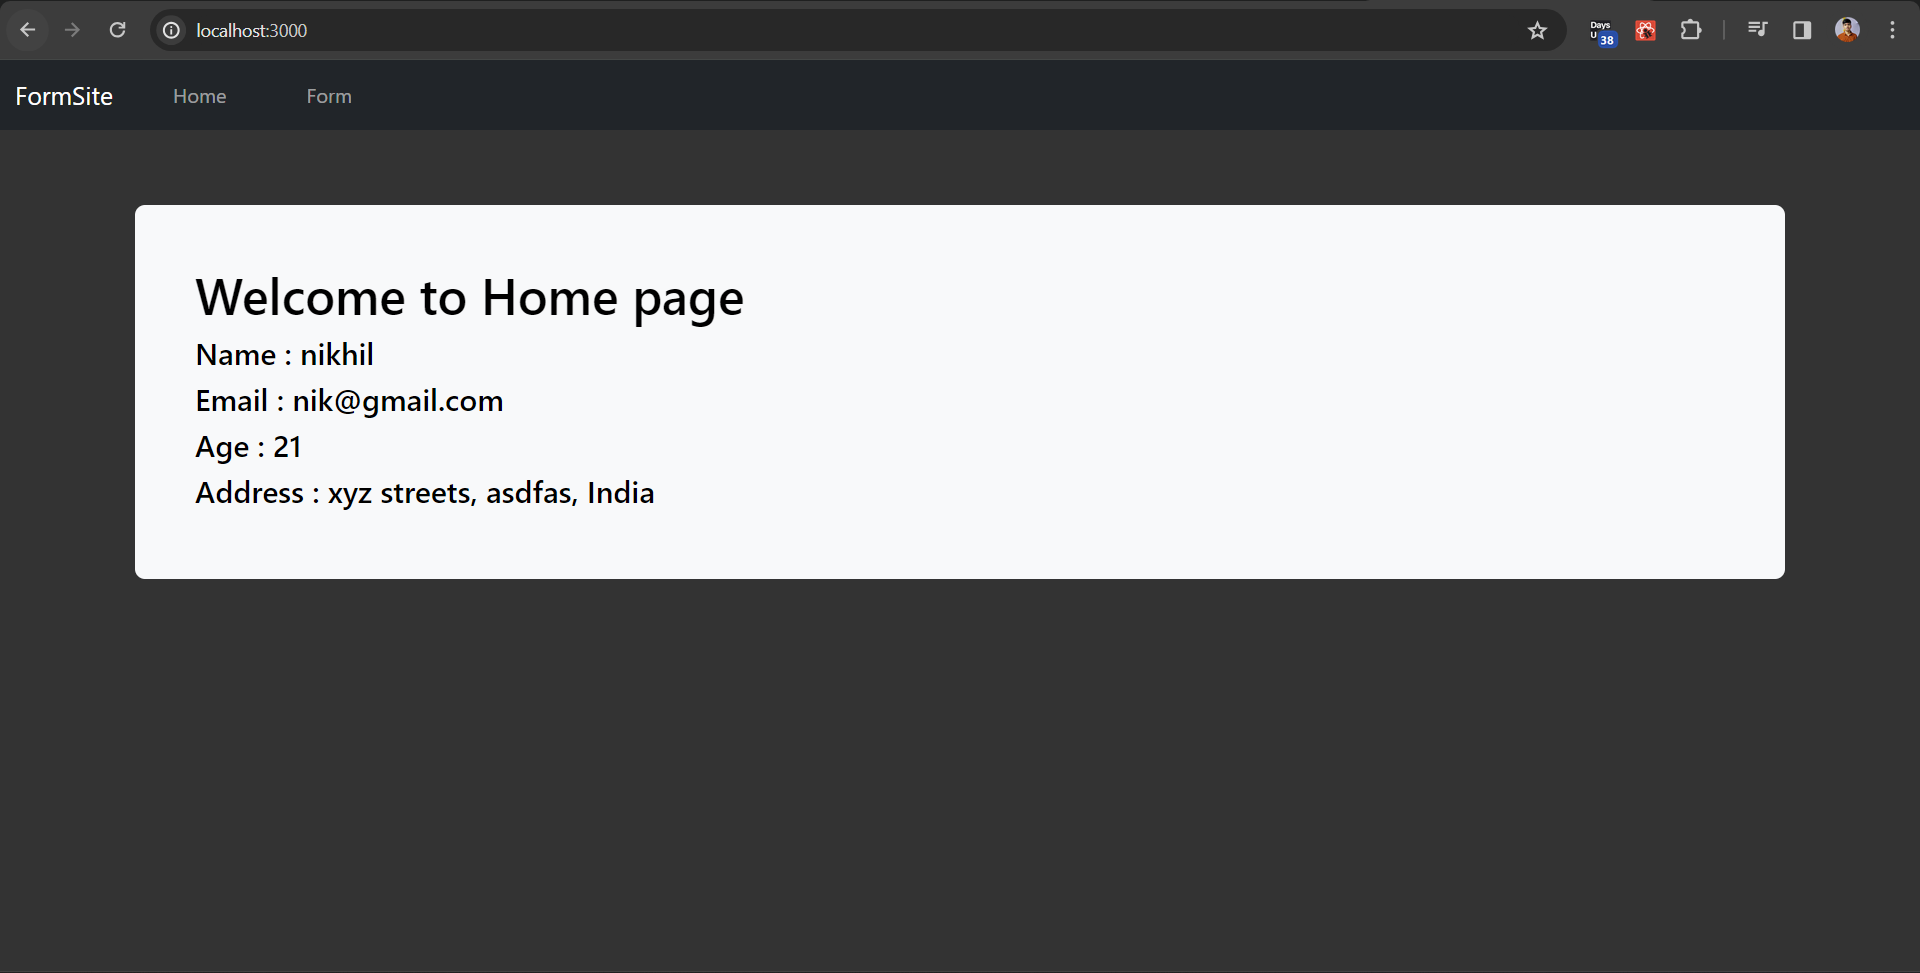 localhost:3000
Days
U
38
FormSite Home Form
Welcome to Home page
Name : nikhil
Email : nik@gmail.com
Age : 21
Address : xyz streets, asdfas, India